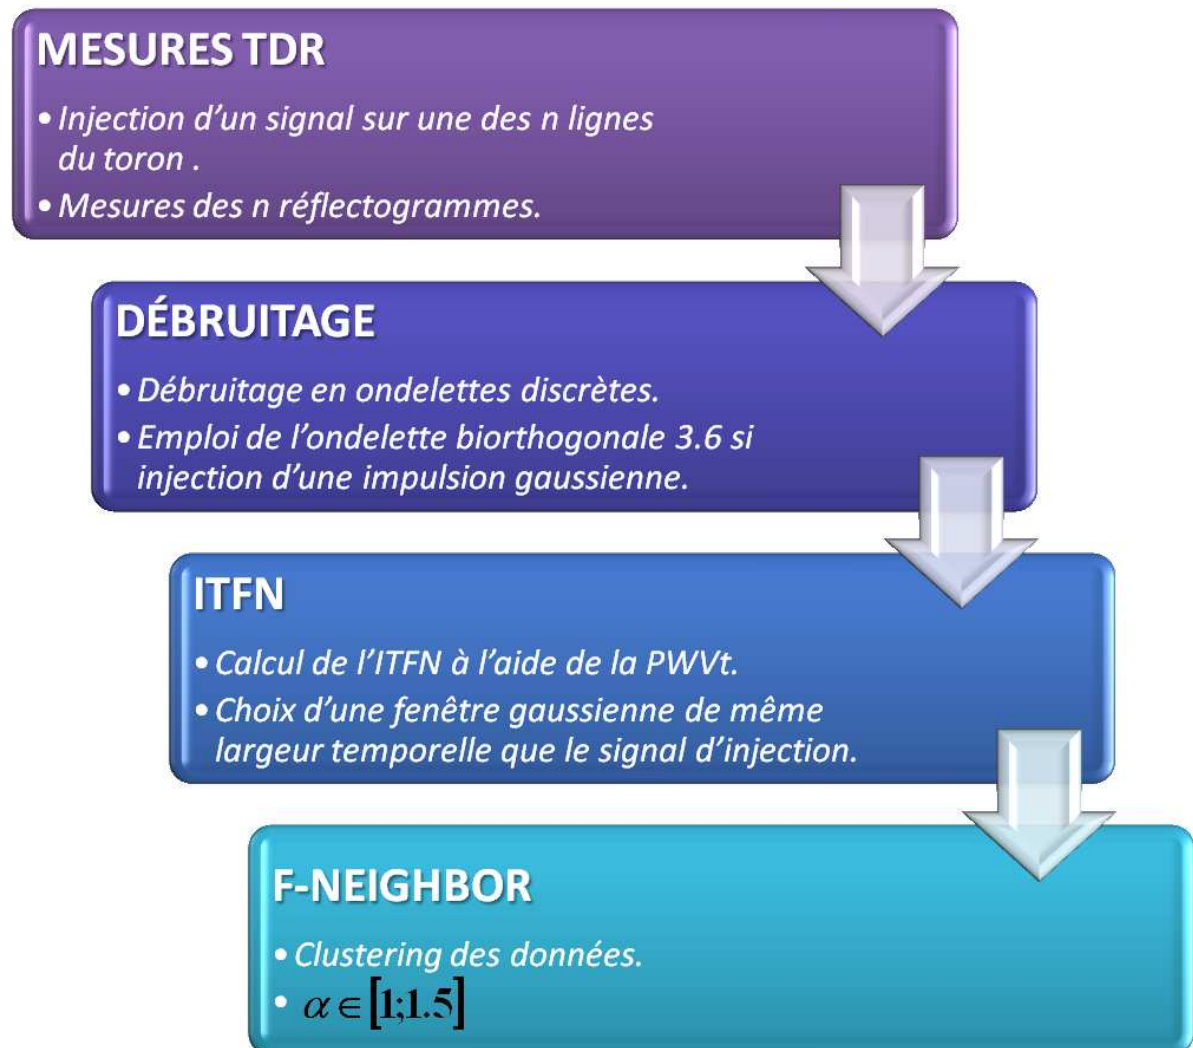 MESURES TDR
• Injection d'un signal sur une des n lignes
du toron .
• Mesures des n réflectogrammes.
DÉBRUITAGE
• Débruitage en ondelettes discrètes.
• Emploi de l'ondelette biorthogonale 3.6 si
injection d'une impulsion gaussienne.
ITFN
• Calcul de l'ITFN à l'aide de la PWVt.
• Choix d'une fenêtre gaussienne de même
largeur temporelle que le signal d'injection.
F-NEIGHBOR
• Clustering des données.
• α ∈ [1;1.5]